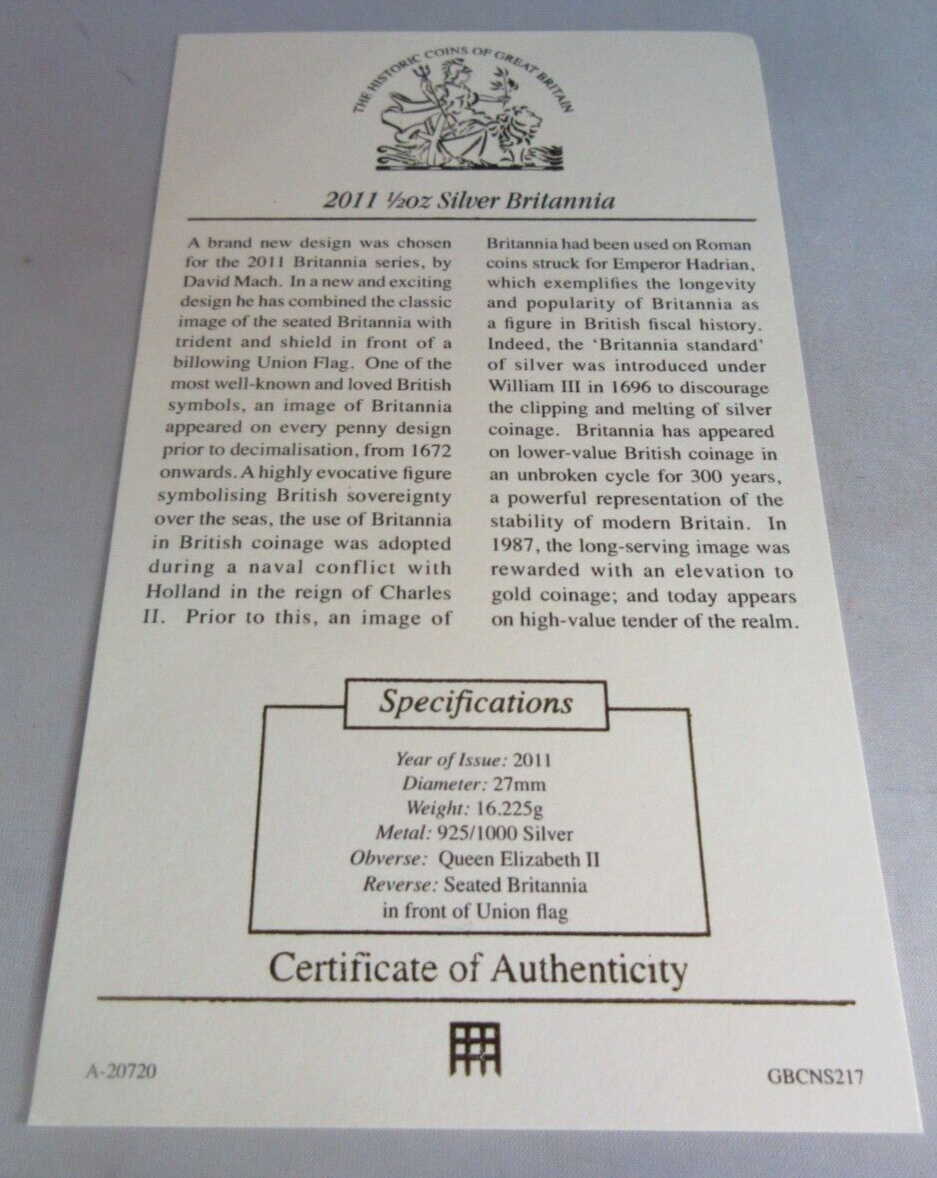 THE HISTORIC COINS OF GREAT BRITAIN
2011 ½oz Silver Britannia
A brand new design was chosen
for the 2011 Britannia series, by
David Mach. In a new and exciting
design he has combined the classic
image of the seated Britannia with
trident and shield in front of a
billowing Union Flag. One of the
most well-known and loved British
symbols, an image of Britannia
appeared on every penny design
prior to decimalisation, from 1672
onwards. A highly evocative figure
symbolising British sovereignty
over the seas, the use of Britannia
in British coinage was adopted
during a naval conflict with
Holland in the reign of Charles
II. Prior to this, an image of
Britannia had been used on Roman
coins struck for Emperor Hadrian,
which exemplifies the longevity
and popularity of Britannia as
a figure in British fiscal history.
Indeed, the ‘Britannia standard’
of silver was introduced under
William III in 1696 to discourage
the clipping and melting of silver
coinage. Britannia has appeared
on lower-value British coinage in
an unbroken cycle for 300 years,
a powerful representation of the
stability of modern Britain. In
1987, the long-serving image was
rewarded with an elevation to
gold coinage; and today appears
on high-value tender of the realm.
Specifications
Year of Issue: 2011
Diameter: 27mm
Weight: 16.225g
Metal: 925/1000 Silver
Obverse: Queen Elizabeth II
Reverse: Seated Britannia
in front of Union flag
Certificate of Authenticity
A-20720
GBCNS217